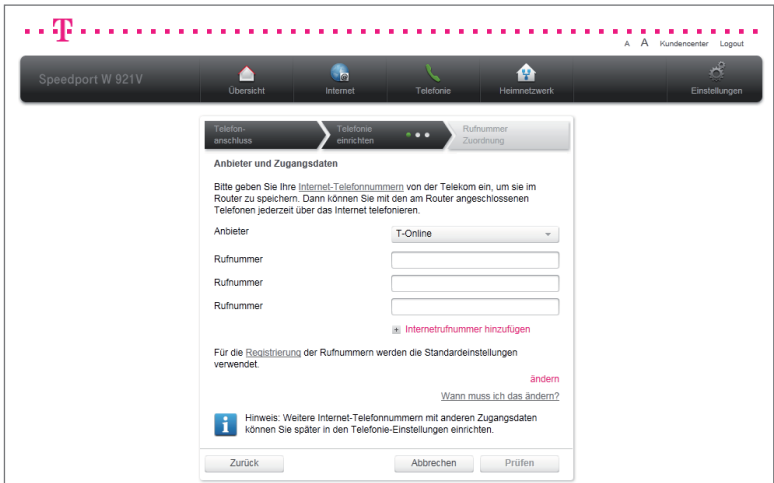 T
A A Kundencenter Logout
Speedport W 921V
Übersicht Internet Telefonie Heimnetzwerk Einstellungen
Telefon-
anschluss
Telefonie
einrichten
Rufnummer
Zuordnung
Anbieter und Zugangsdaten
Bitte geben Sie Ihre Internet-Telefonnummern von der Telekom ein, um sie im
Router zu speichern. Dann können Sie mit den am Router angeschlossenen
Telefonen jederzeit über das Internet telefonieren.
Anbieter T-Online
Rufnummer
Rufnummer
Rufnummer
+ Internetrufnummer hinzufügen
Für die Registrierung der Rufnummern werden die Standardeinstellungen
verwendet.
ändern
Wann muss ich das ändern?
i
Hinweis: Weitere Internet-Telefonnummern mit anderen Zugangsdaten
können Sie später in den Telefonie-Einstellungen einrichten.
Zurück Abbrechen Prüfen